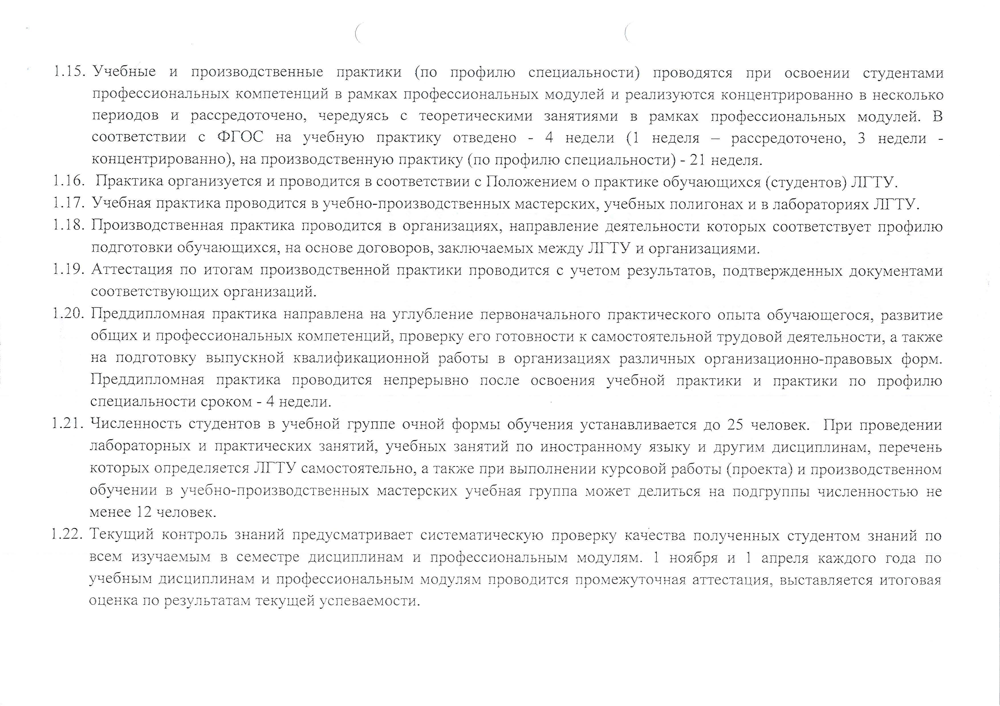 1.15. Учебные и производственные практики (по профилю специальности) проводятся при освоении студентами
профессиональных компетенций в рамках профессиональных модулей и реализуются концентрированно в несколько
периодов и рассредоточено, чередуясь с теоретическими занятиями в рамках профессиональных модулей. В
соответствии с ФГОС на учебную практику отведено - 4 недели (1 неделя – рассредоточено, 3 недели -
концентрированно), на производственную практику (по профилю специальности) - 21 неделя.
1.16. Практика организуется и проводится в соответствии с Положением о практике обучающихся (студентов) ЛГТУ.
1.17. Учебная практика проводится в учебно-производственных мастерских, учебных полигонах и в лабораториях ЛГТУ.
1.18. Производственная практика проводится в организациях, направление деятельности которых соответствует профилю
подготовки обучающихся, на основе договоров, заключаемых между ЛГТУ и организациями.
1.19. Аттестация по итогам производственной практики проводится с учетом результатов, подтвержденных документами
соответствующих организаций.
1.20. Преддипломная практика направлена на углубление первоначального практического опыта обучающегося, развитие
общих и профессиональных компетенций, проверку его готовности к самостоятельной трудовой деятельности, а также
на подготовку выпускной квалификационной работы в организациях различных организационно-правовых форм.
Преддипломная практика проводится непрерывно после освоения учебной практики и практики по профилю
специальности сроком - 4 недели.
1.21. Численность студентов в учебной группе очной формы обучения устанавливается до 25 человек. При проведении
лабораторных и практических занятий, учебных занятий по иностранному языку и другим дисциплинам, перечень
которых определяется ЛГТУ самостоятельно, а также при выполнении курсовой работы (проекта) и производственном
обучении в учебно-производственных мастерских учебная группа может делиться на подгруппы численностью не
менее 12 человек.
1.22. Текущий контроль знаний предусматривает систематическую проверку качества полученных студентом знаний по
всем изучаемым в семестре дисциплинам и профессиональным модулям. 1 ноября и 1 апреля каждого года по
учебным дисциплинам и профессиональным модулям проводится промежуточная аттестация, выставляется итоговая
оценка по результатам текущей успеваемости.